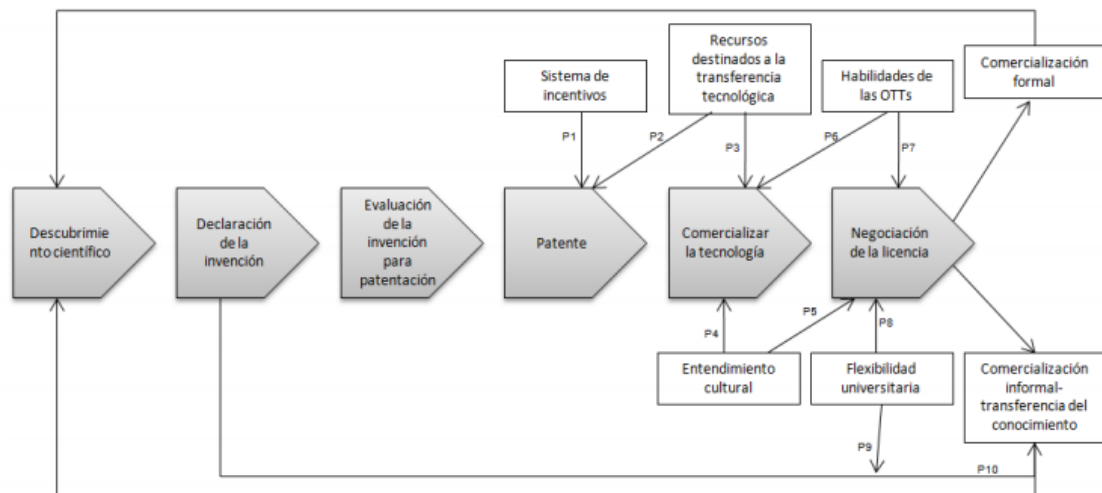 Sistema de
incentivos
Recursos
destinados a la
transferencia
tecnológica
Habilidades de
las OTTs
Comercialización
formal
P1
P2
P3
P6
P7
Descubrimie
nto científico
Declaración
de la
invención
Evaluación
de la
invención
para
patentación
Patente
Comercializar
la tecnología
Negociación
de la licencia
P4
P5
P8
Entendimiento
cultural
Flexibilidad
universitaria
Comercialización
informal-
transferencia del
conocimiento
P9
P10